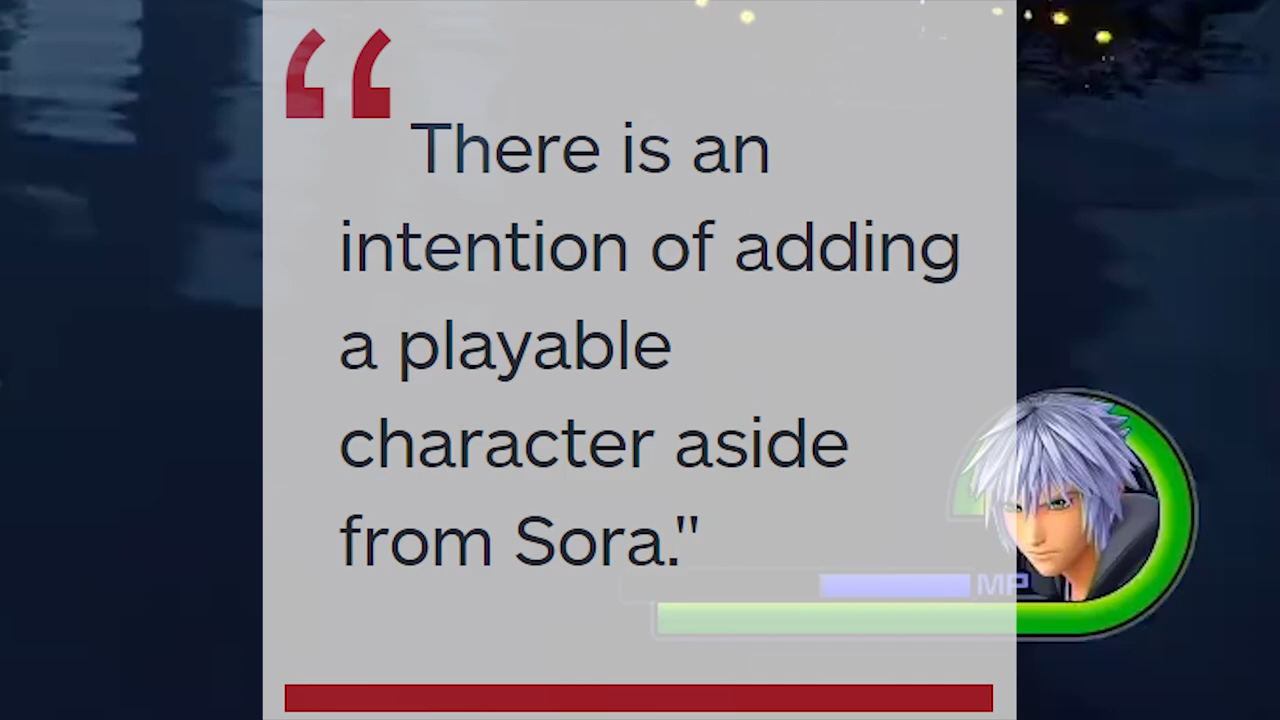 “ There is an
intention of adding
a playable
character aside
from Sora."
MP